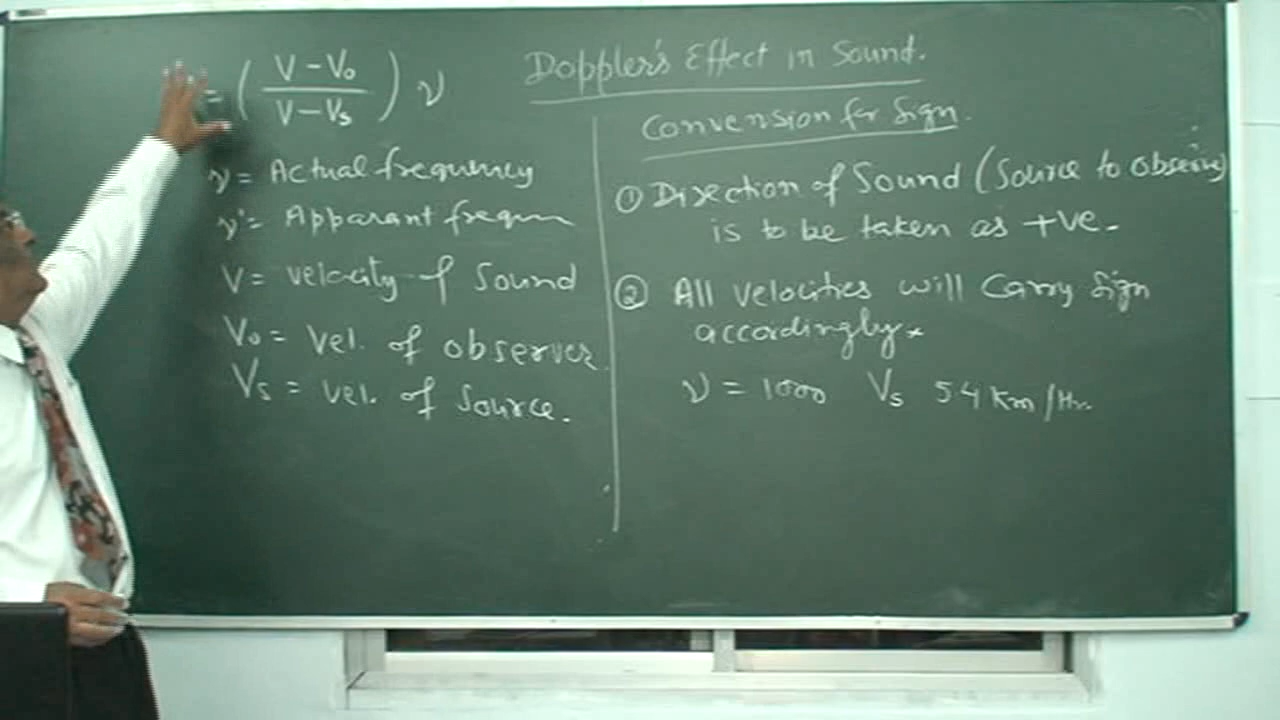 Doppler's Effect in Sound.
= ( V - V₀ / V - Vs ) ν
ν = Actual frequency
ν' = Apparant frequn
V = velocity of Sound
V₀ = Vel. of observer.
Vs = vel. of Source.
Convension for Sign.
① Direction of Sound (Source to observer)
is to be taken as +ve.
② All velocities will carry Sign
accordingly.
ν = 1000 Vs 54 km/Hr.